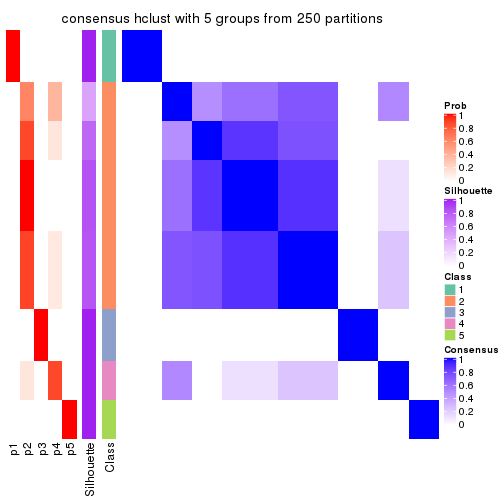 consensus hclust with 5 groups from 250 partitions
Prob
1
0.8
0.6
0.4
0.2
0
Silhouette
1
0.8
0.6
0.4
0.2
0
Class
1
2
3
4
5
Consensus
1
0.8
0.6
0.4
0.2
0
p1
p2
p3
p4
p5
Silhouette
Class